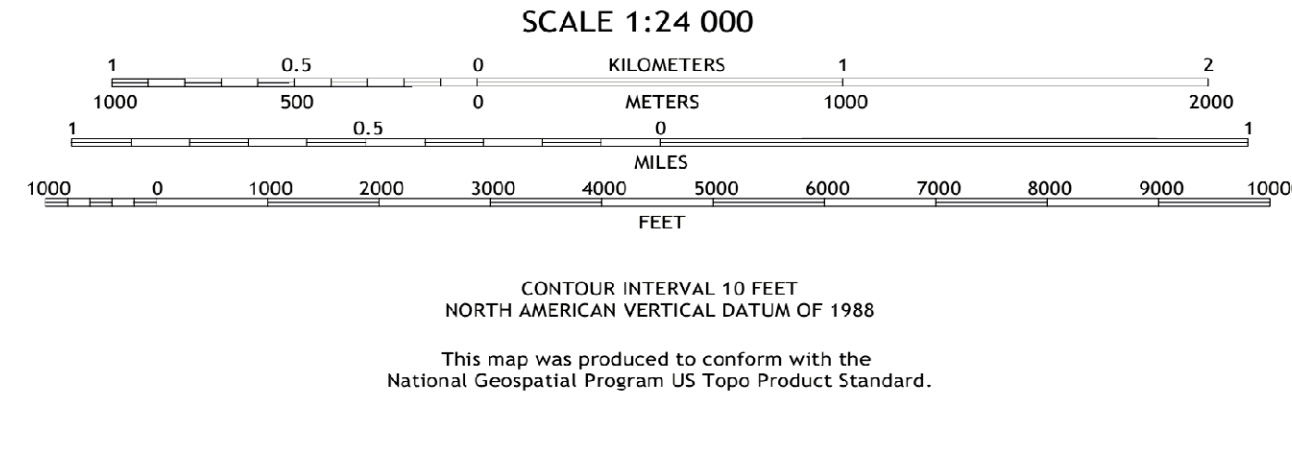 SCALE 1:24 000
1 0.5 0 KILOMETERS 1 2
1000 500 0 METERS 1000 2000
1 0.5 0 1
MILES
1000 0 1000 2000 3000 4000 5000 6000 7000 8000 9000 1000
FEET
CONTOUR INTERVAL 10 FEET
NORTH AMERICAN VERTICAL DATUM OF 1988
This map was produced to conform with the
National Geospatial Program US Topo Product Standard.